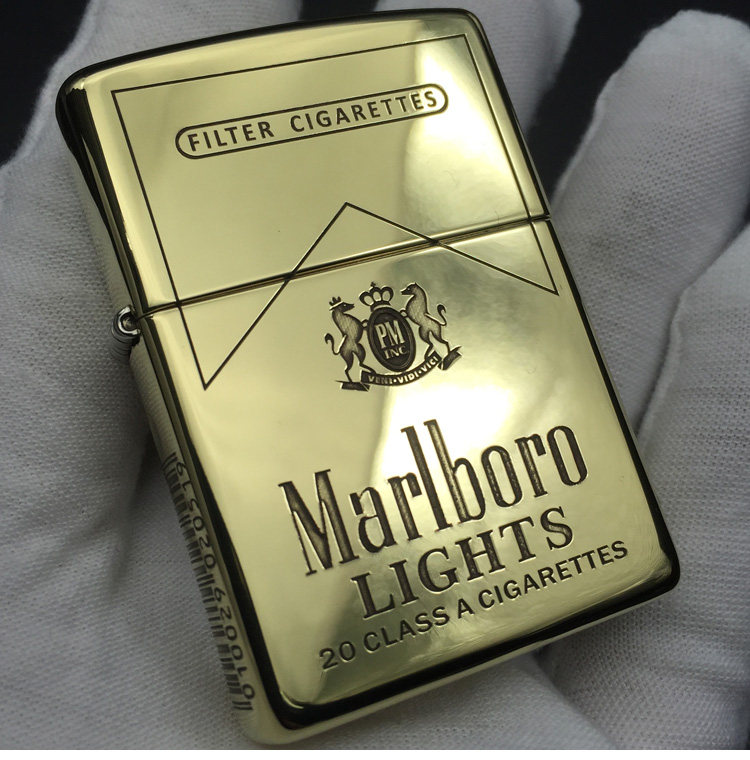 FILTER CIGARETTES
PM
INC
VENI·VIDI·VICI
Marlboro
LIGHTS
20 CLASS A CIGARETTES